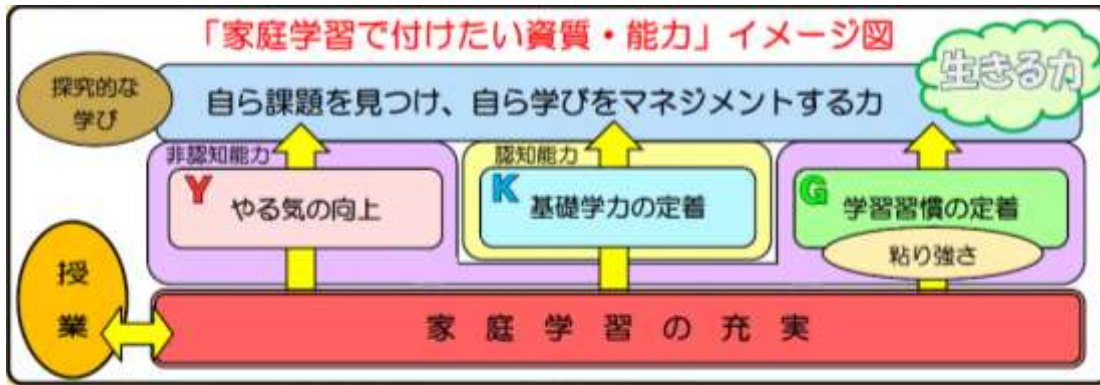 「家庭学習で付けたい資質・能力」イメージ図
生きる力
探究的な
学び
自ら課題を見つけ、自ら学びをマネジメントする力
非認知能力
認知能力
Y
やる気の向上
K
基礎学力の定着
G
学習習慣の定着
粘り強さ
授
業
家庭学習の充実